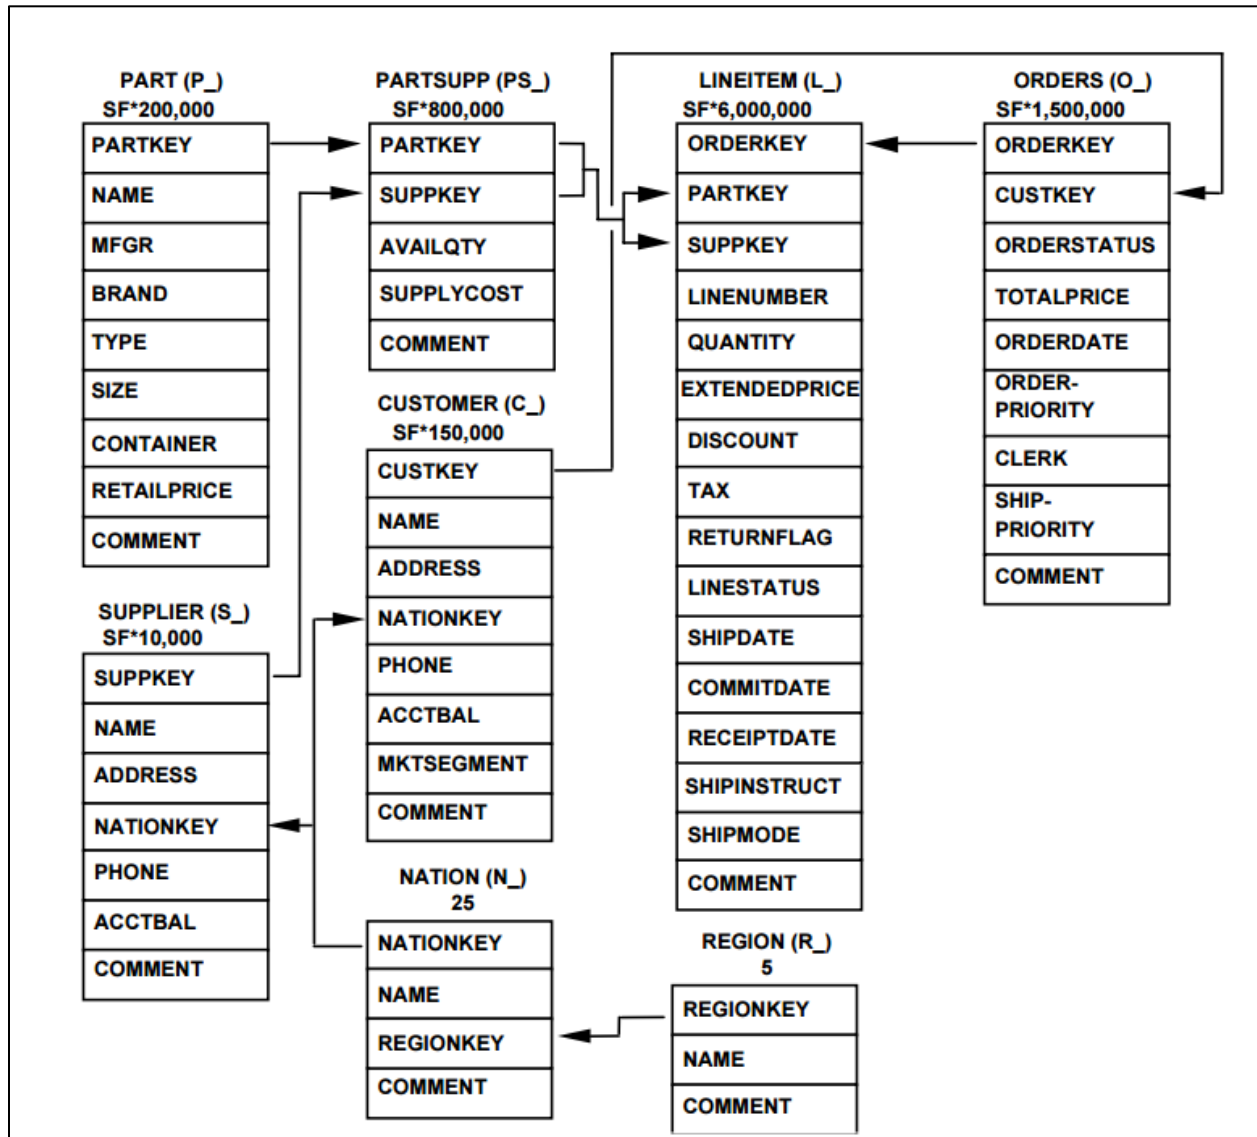 PART (P_)
SF*200,000
PARTKEY
NAME
MFGR
BRAND
TYPE
SIZE
CONTAINER
RETAILPRICE
COMMENT
SUPPLIER (S_)
SF*10,000
SUPPKEY
NAME
ADDRESS
NATIONKEY
PHONE
ACCTBAL
COMMENT
PARTSUPP (PS_)
SF*800,000
PARTKEY
SUPPKEY
AVAILQTY
SUPPLYCOST
COMMENT
CUSTOMER (C_)
SF*150,000
CUSTKEY
NAME
ADDRESS
NATIONKEY
PHONE
ACCTBAL
MKTSEGMENT
COMMENT
NATION (N_)
25
NATIONKEY
NAME
REGIONKEY
COMMENT
LINEITEM (L_)
SF*6,000,000
ORDERKEY
PARTKEY
SUPPKEY
LINENUMBER
QUANTITY
EXTENDEDPRICE
DISCOUNT
TAX
RETURNFLAG
LINESTATUS
SHIPDATE
COMMITDATE
RECEIPTDATE
SHIPINSTRUCT
SHIPMODE
COMMENT
REGION (R_)
5
REGIONKEY
NAME
COMMENT
ORDERS (O_)
SF*1,500,000
ORDERKEY
CUSTKEY
ORDERSTATUS
TOTALPRICE
ORDERDATE
ORDER-
PRIORITY
CLERK
SHIP-
PRIORITY
COMMENT